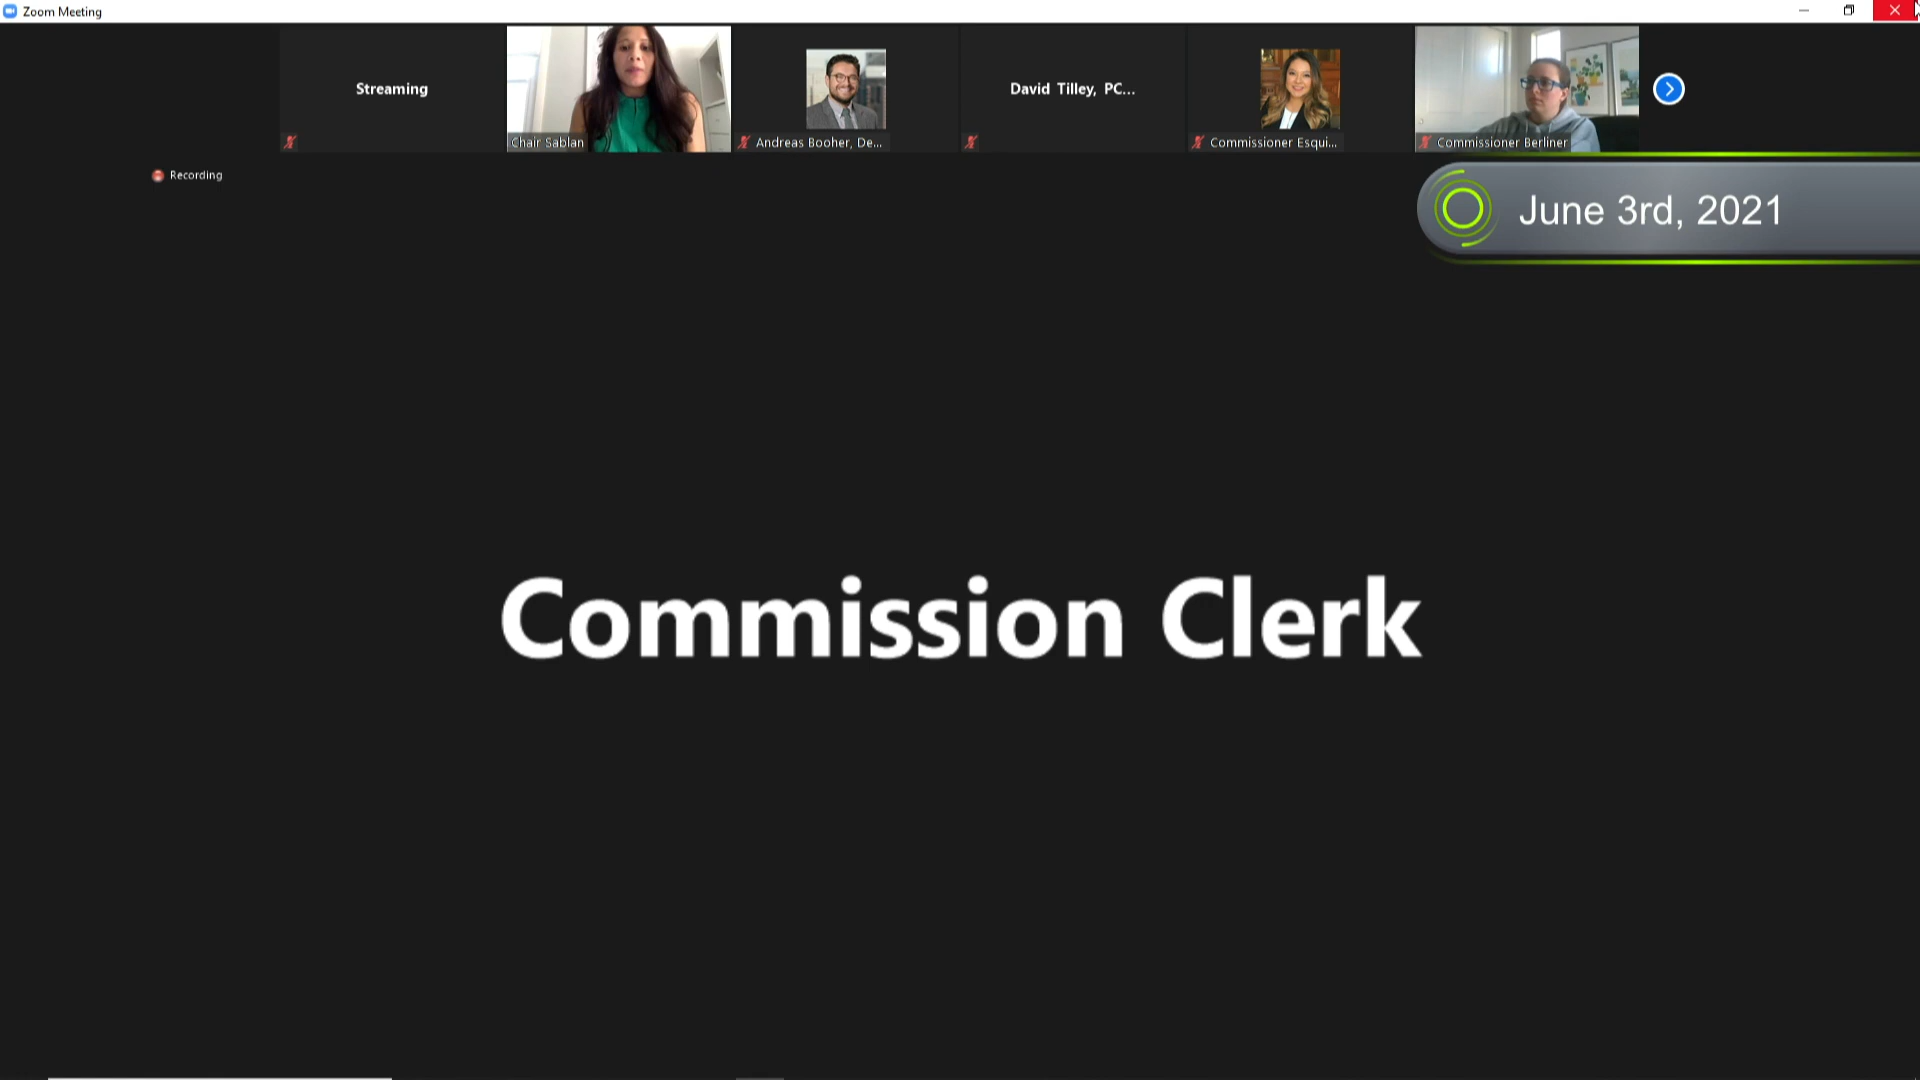 Zoom Meeting
Streaming
Chair Sablan
Andreas Booher, De...
David Tilley, PC...
Commissioner Esqui...
Commissioner Berliner
Recording
June 3rd, 2021
Commission Clerk